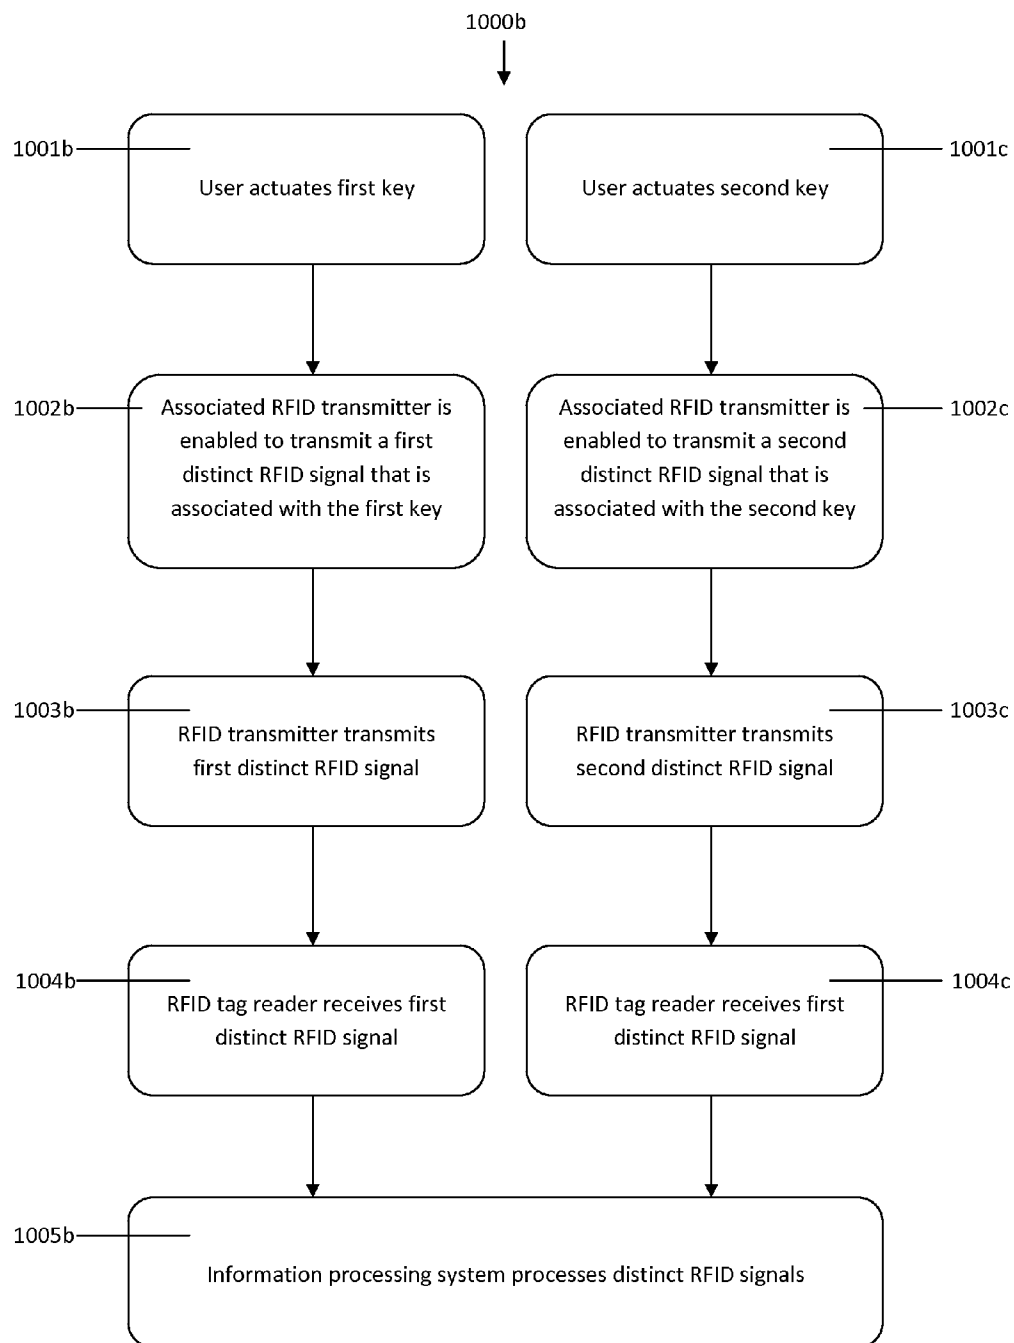 1000b
1001b
User actuates first key
User actuates second key
1001c
1002b
Associated RFID transmitter is
enabled to transmit a first
distinct RFID signal that is
associated with the first key
Associated RFID transmitter is
enabled to transmit a second
distinct RFID signal that is
associated with the second key
1002c
1003b
RFID transmitter transmits
first distinct RFID signal
RFID transmitter transmits
second distinct RFID signal
1003c
1004b
RFID tag reader receives first
distinct RFID signal
RFID tag reader receives first
distinct RFID signal
1004c
1005b
Information processing system processes distinct RFID signals